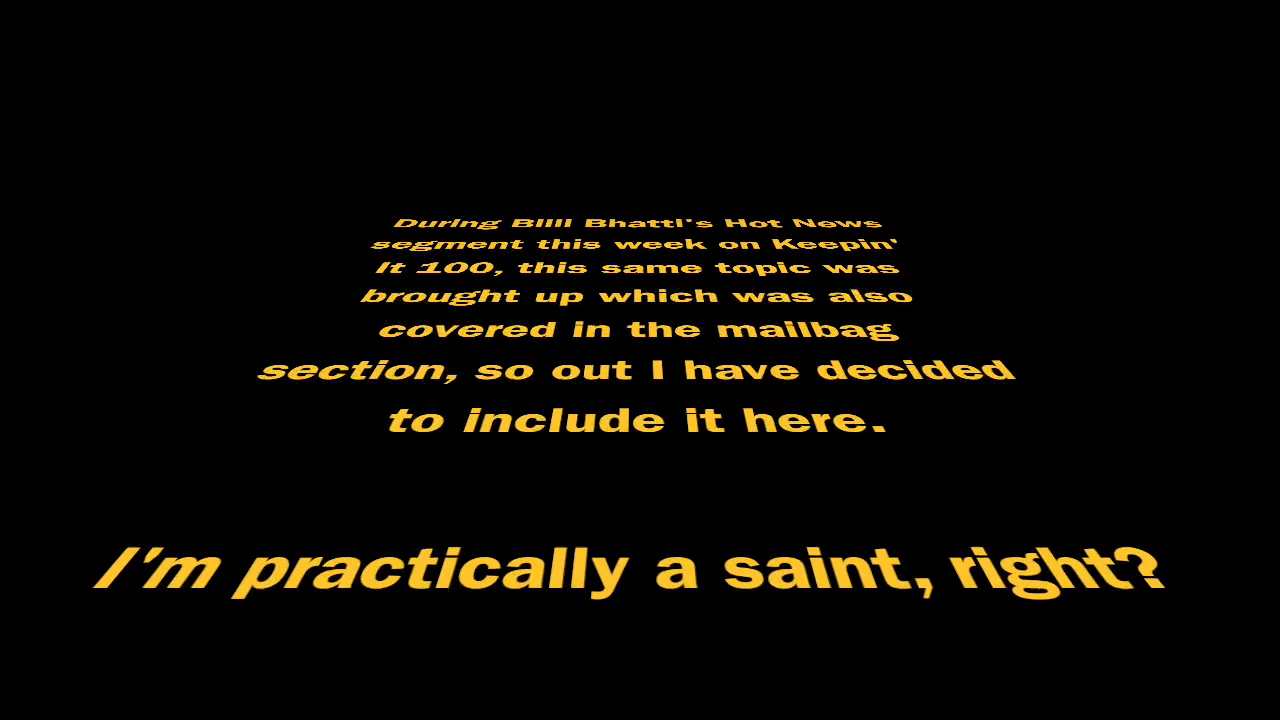 During Billi Bhatti's Hot News
segment this week on Keepin'
It 100, this same topic was
brought up which was also
covered in the mailbag
section, so out I have decided
to include it here.
I'm practically a saint, right?